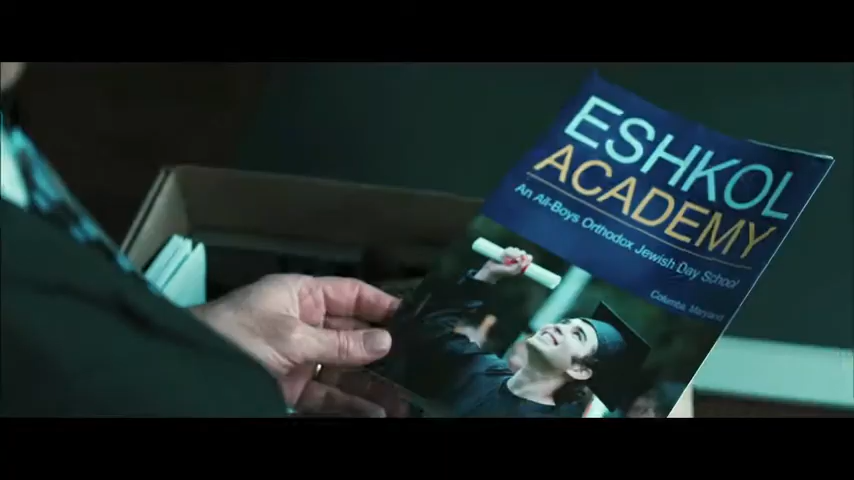 ESHKOL
ACADEMY
An All-Boys Orthodox Jewish Day School
Columbia, Maryland